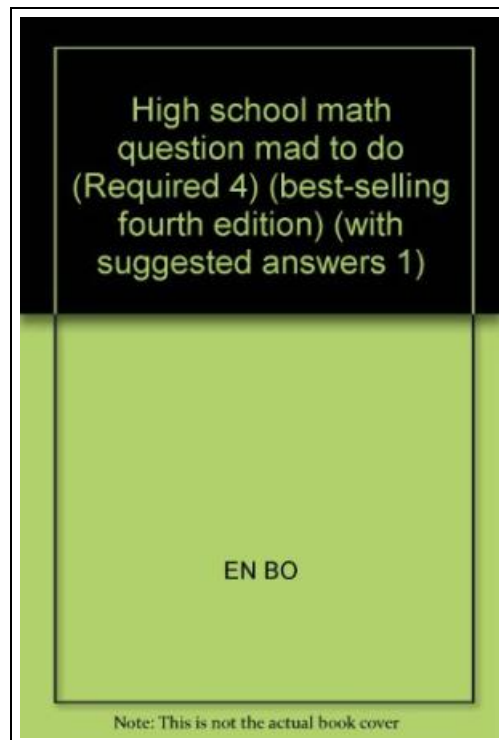 High school math
question mad to do
(Required 4) (best-selling
fourth edition) (with
suggested answers 1)
EN BO
Note: This is not the actual book cover